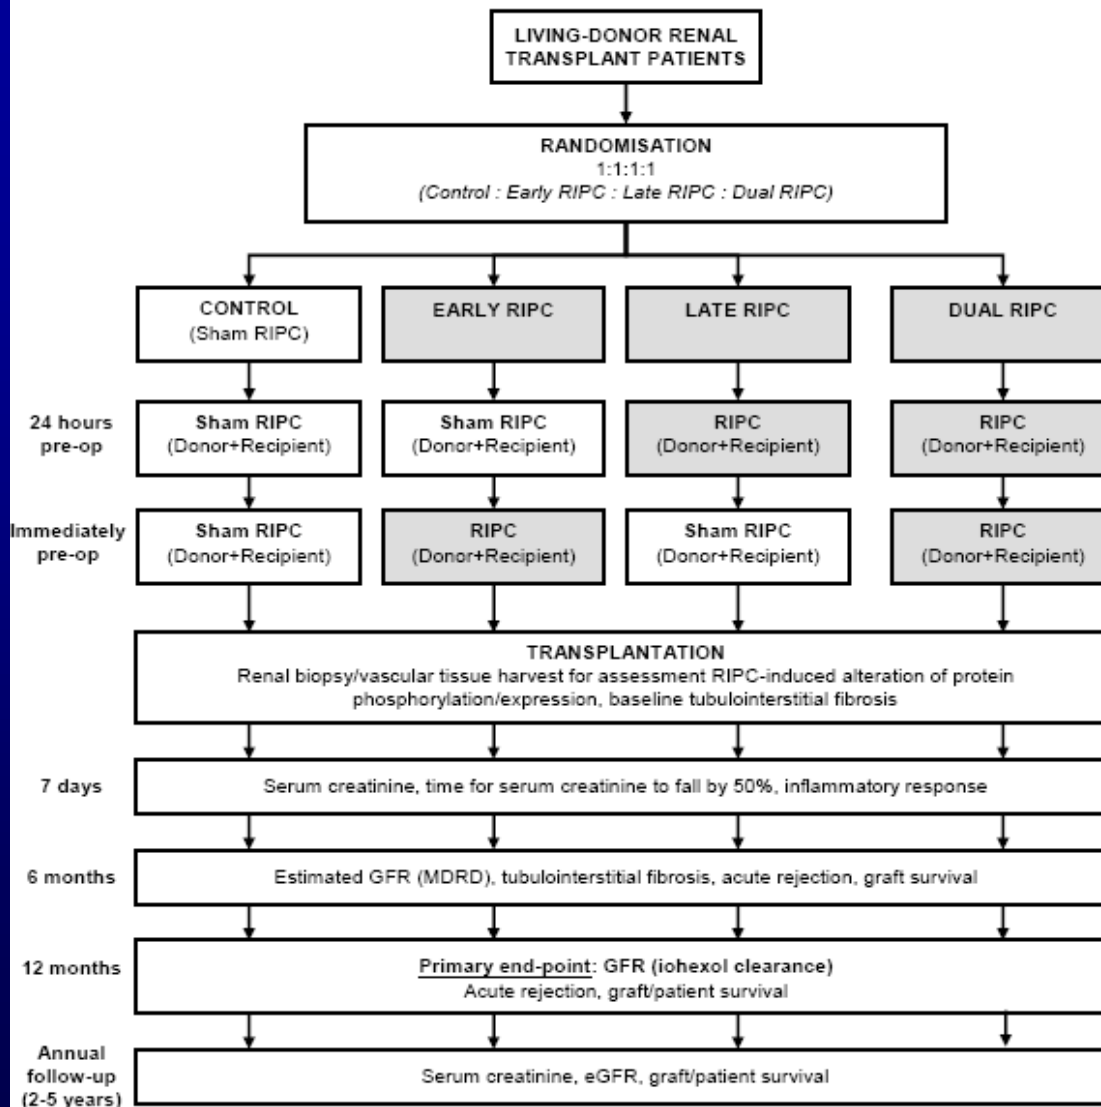 LIVING-DONOR RENAL
TRANSPLANT PATIENTS
RANDOMISATION
1:1:1:1
(Control : Early RIPC : Late RIPC : Dual RIPC)
CONTROL
(Sham RIPC)
EARLY RIPC
LATE RIPC
DUAL RIPC
24 hours
pre-op
Sham RIPC
(Donor+Recipient)
Sham RIPC
(Donor+Recipient)
RIPC
(Donor+Recipient)
RIPC
(Donor+Recipient)
Immediately
pre-op
Sham RIPC
(Donor+Recipient)
RIPC
(Donor+Recipient)
Sham RIPC
(Donor+Recipient)
RIPC
(Donor+Recipient)
TRANSPLANTATION
Renal biopsy/vascular tissue harvest for assessment RIPC-induced alteration of protein
phosphorylation/expression, baseline tubulointerstitial fibrosis
7 days
Serum creatinine, time for serum creatinine to fall by 50%, inflammatory response
6 months
Estimated GFR (MDRD), tubulointerstitial fibrosis, acute rejection, graft survival
12 months
Primary end-point: GFR (iohexol clearance)
Acute rejection, graft/patient survival
Annual
follow-up
(2-5 years)
Serum creatinine, eGFR, graft/patient survival